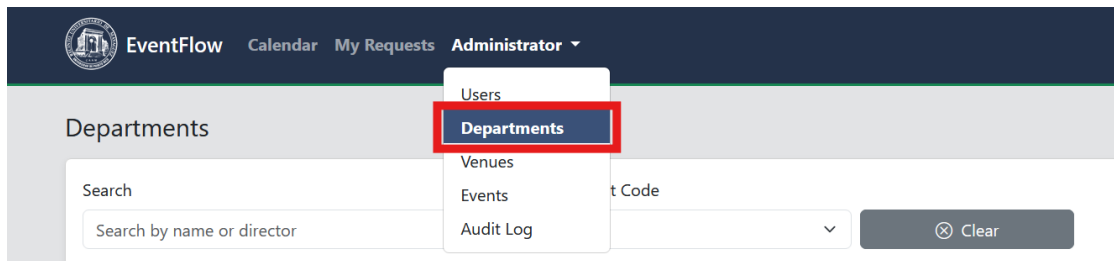 EventFlow Calendar My Requests Administrator
Users
Departments
Departments
Venues
Search
t Code
Events
Search by name or director
Audit Log
Clear